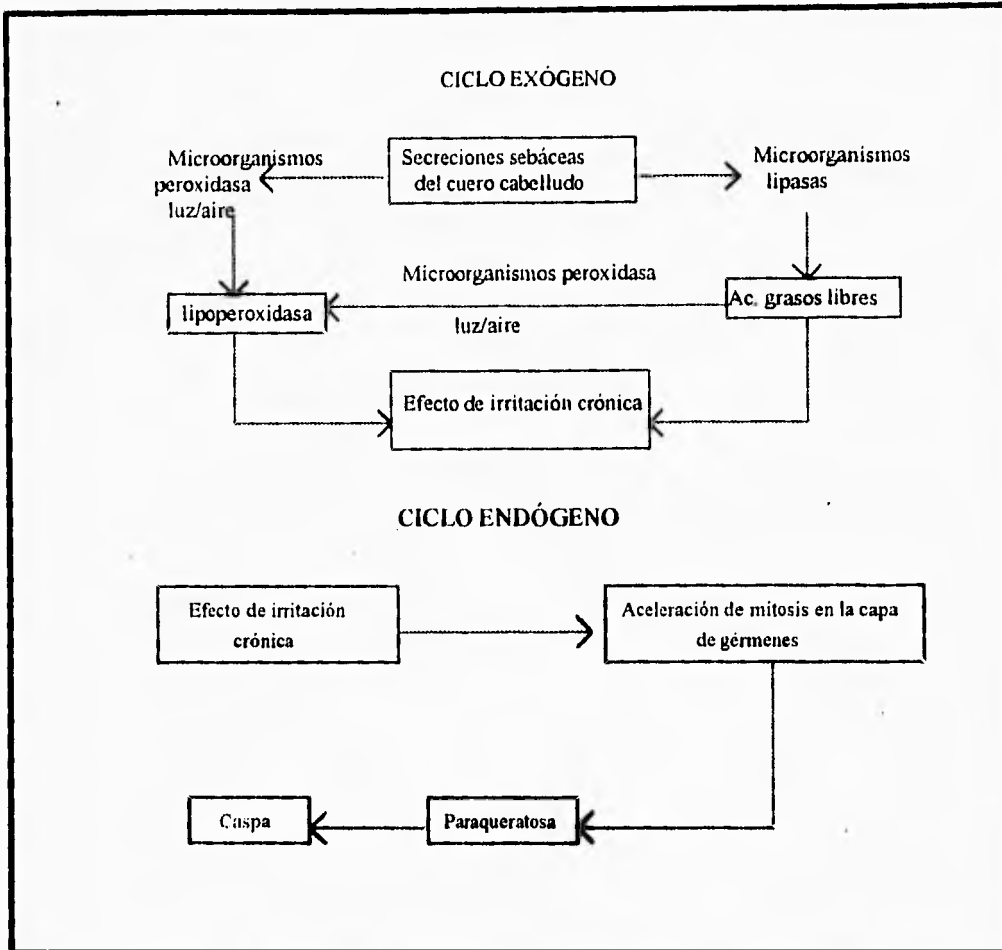 CICLO EXÓGENO
Microorganismos
peroxidasa
luz/aire
Secreciones sebáceas
del cuero cabelludo
Microorganismos
lipasas
Microorganismos peroxidasa
luz/aire
lipoperoxidasa
Ac. grasos libres
Efecto de irritación crónica
CICLO ENDÓGENO
Efecto de irritación
crónica
Aceleración de mitosis en la capa
de gérmenes
Caspa
Paraqueratosa